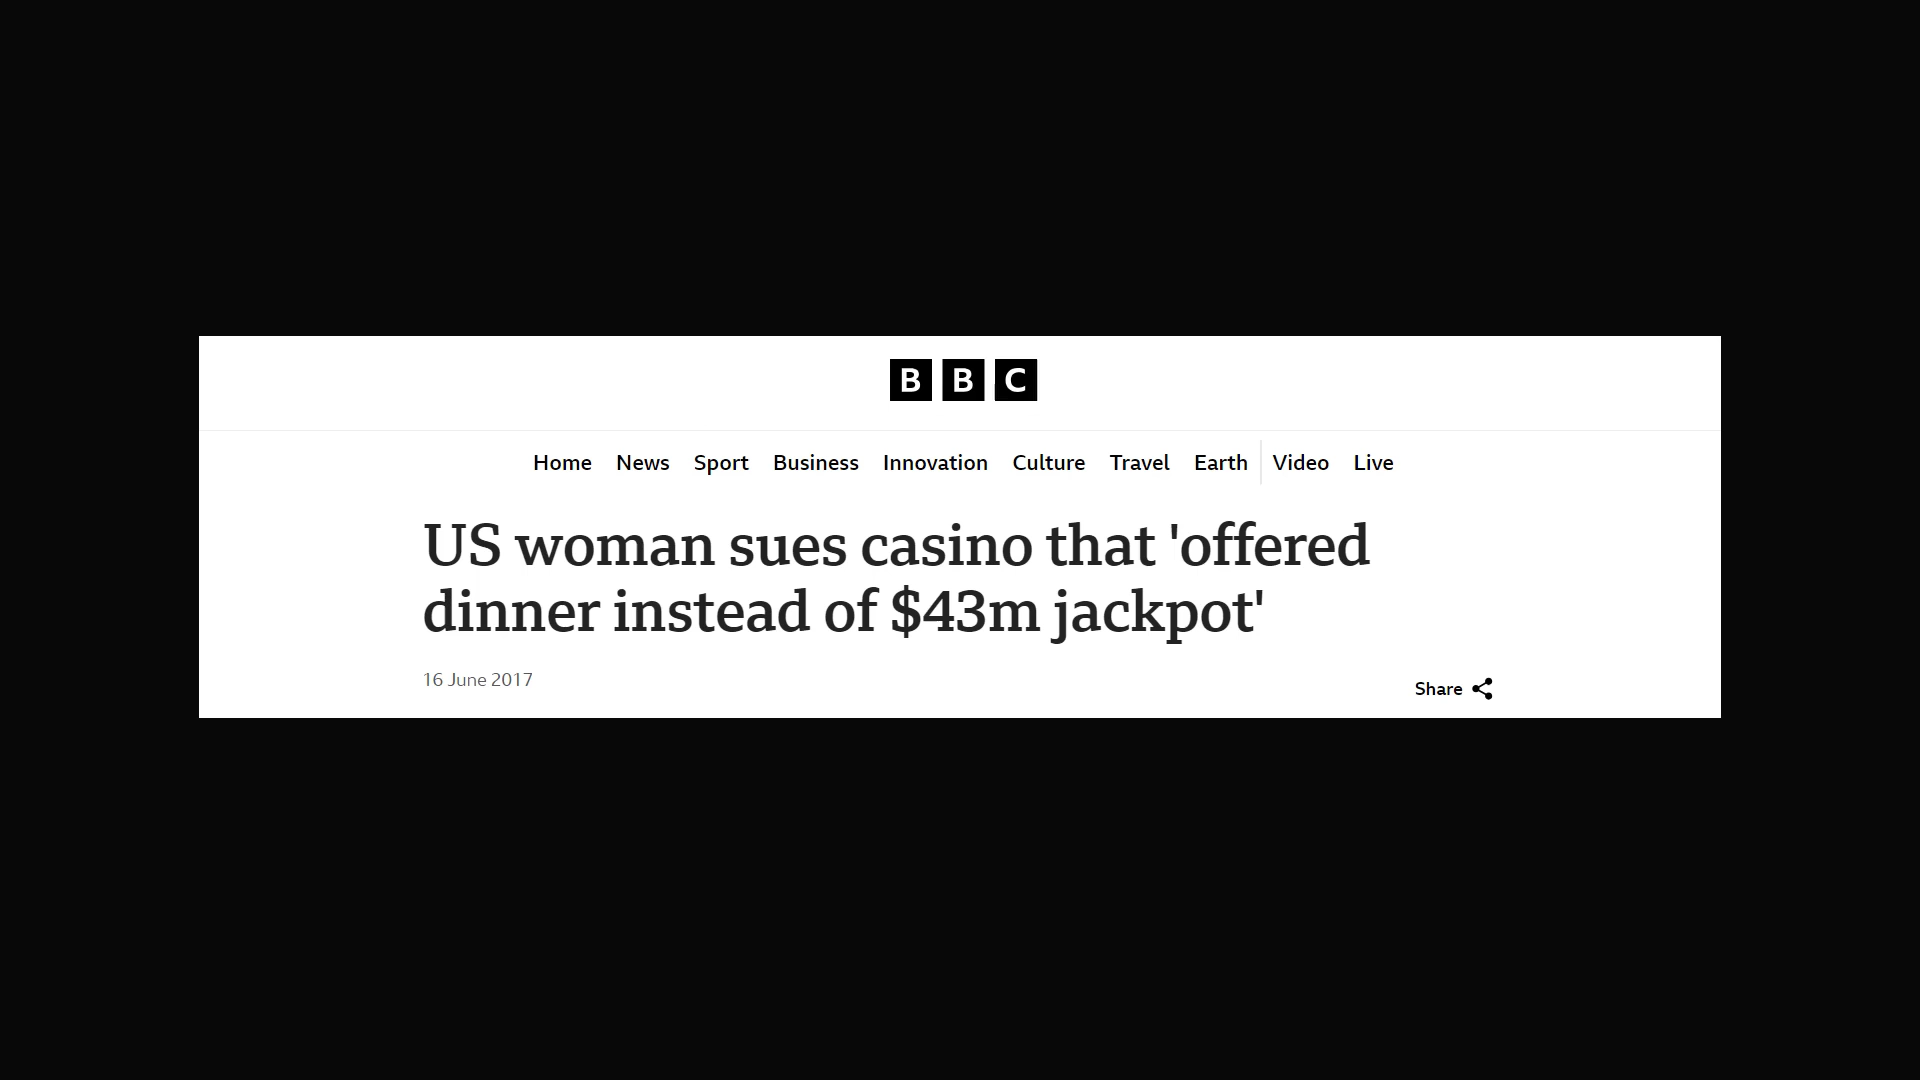 BBC
Home News Sport Business Innovation Culture Travel Earth Video Live
US woman sues casino that 'offered
dinner instead of $43m jackpot'
16 June 2017
Share